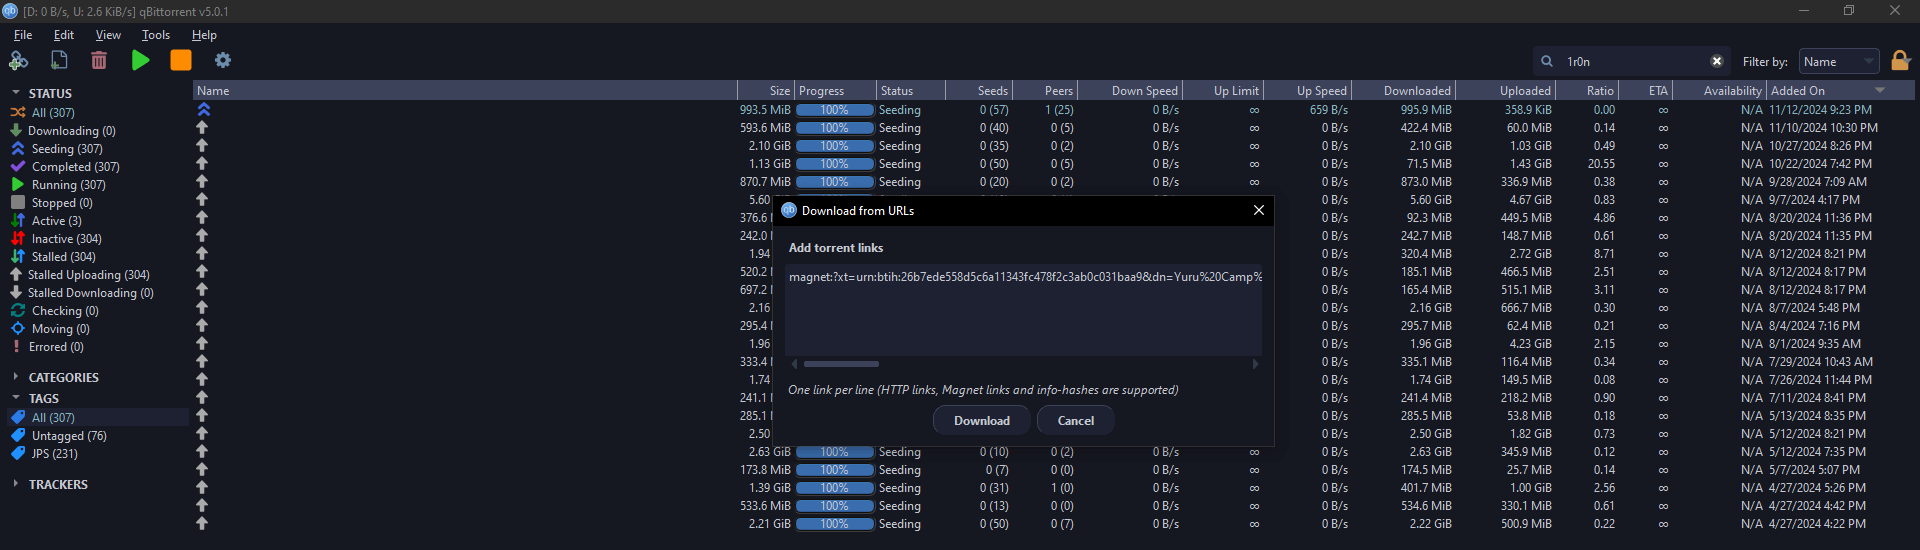 [D: 0 B/s, U: 2.6 KiB/s] qBittorrent v5.0.1
File Edit View Tools Help
1r0n Filter by: Name
STATUS
All (307)
Downloading (0)
Seeding (307)
Completed (307)
Running (307)
Stopped (0)
Active (3)
Inactive (304)
Stalled (304)
Stalled Uploading (304)
Stalled Downloading (0)
Checking (0)
Moving (0)
Errored (0)
CATEGORIES
TAGS
All (307)
Untagged (76)
JPS (231)
TRACKERS
Name Size Progress Status Seeds Peers Down Speed Up Limit Up Speed Downloaded Uploaded Ratio ETA Availability Added On
993.5 MiB 100% Seeding 0 (57) 1 (25) 0 B/s ∞ 659 B/s 995.9 MiB 358.9 KiB 0.00 ∞ N/A 11/12/2024 9:23 PM
593.6 MiB 100% Seeding 0 (40) 0 (5) 0 B/s ∞ 0 B/s 422.4 MiB 60.0 MiB 0.14 ∞ N/A 11/10/2024 10:30 PM
2.10 GiB 100% Seeding 0 (35) 0 (2) 0 B/s ∞ 0 B/s 2.10 GiB 1.03 GiB 0.49 ∞ N/A 10/27/2024 8:26 PM
1.13 GiB 100% Seeding 0 (50) 0 (5) 0 B/s ∞ 0 B/s 71.5 MiB 1.43 GiB 20.55 ∞ N/A 10/22/2024 7:42 PM
870.7 MiB 100% Seeding 0 (20) 0 (2) 0 B/s ∞ 0 B/s 873.0 MiB 336.9 MiB 0.38 ∞ N/A 9/28/2024 7:09 AM
5.60 0 B/s 5.60 GiB 4.67 GiB 0.83 ∞ N/A 9/7/2024 4:17 PM
376.6 0 B/s 92.3 MiB 449.5 MiB 4.86 ∞ N/A 8/20/2024 11:36 PM
242.0 0 B/s 242.7 MiB 148.7 MiB 0.61 ∞ N/A 8/20/2024 11:35 PM
1.94 0 B/s 320.4 MiB 2.72 GiB 8.71 ∞ N/A 8/12/2024 8:21 PM
520.2 0 B/s 185.1 MiB 466.5 MiB 2.51 ∞ N/A 8/12/2024 8:17 PM
697.2 0 B/s 165.4 MiB 515.1 MiB 3.11 ∞ N/A 8/12/2024 8:17 PM
2.16 0 B/s 2.16 GiB 666.7 MiB 0.30 ∞ N/A 8/7/2024 5:48 PM
295.4 0 B/s 295.7 MiB 62.4 MiB 0.21 ∞ N/A 8/4/2024 7:16 PM
1.96 0 B/s 1.96 GiB 4.23 GiB 2.15 ∞ N/A 8/1/2024 9:35 AM
333.4 0 B/s 335.1 MiB 116.4 MiB 0.34 ∞ N/A 7/29/2024 10:43 AM
1.74 0 B/s 1.74 GiB 149.5 MiB 0.08 ∞ N/A 7/26/2024 11:44 PM
241.1 0 B/s 241.4 MiB 218.2 MiB 0.90 ∞ N/A 7/11/2024 8:41 PM
285.1 0 B/s 285.5 MiB 53.8 MiB 0.18 ∞ N/A 5/13/2024 8:35 PM
2.50 0 B/s 2.50 GiB 1.82 GiB 0.73 ∞ N/A 5/12/2024 8:21 PM
2.63 GiB 100% Seeding 0 (10) 0 (2) 0 B/s ∞ 0 B/s 2.63 GiB 345.9 MiB 0.12 ∞ N/A 5/12/2024 7:35 PM
173.8 MiB 100% Seeding 0 (7) 0 (0) 0 B/s ∞ 0 B/s 174.5 MiB 25.7 MiB 0.14 ∞ N/A 5/7/2024 5:07 PM
1.39 GiB 100% Seeding 0 (31) 1 (0) 0 B/s ∞ 0 B/s 401.7 MiB 1.00 GiB 2.56 ∞ N/A 4/27/2024 5:26 PM
533.6 MiB 100% Seeding 0 (13) 0 (0) 0 B/s ∞ 0 B/s 534.6 MiB 330.1 MiB 0.61 ∞ N/A 4/27/2024 4:42 PM
2.21 GiB 100% Seeding 0 (50) 0 (7) 0 B/s ∞ 0 B/s 2.22 GiB 500.9 MiB 0.22 ∞ N/A 4/27/2024 4:22 PM
Download from URLs
Add torrent links
magnet:?xt=urn:btih:26b7ede558d5c6a11343fc478f2c3ab0c031baa9&dn=Yuru%20Camp%
One link per line (HTTP links, Magnet links and info-hashes are supported)
Download Cancel